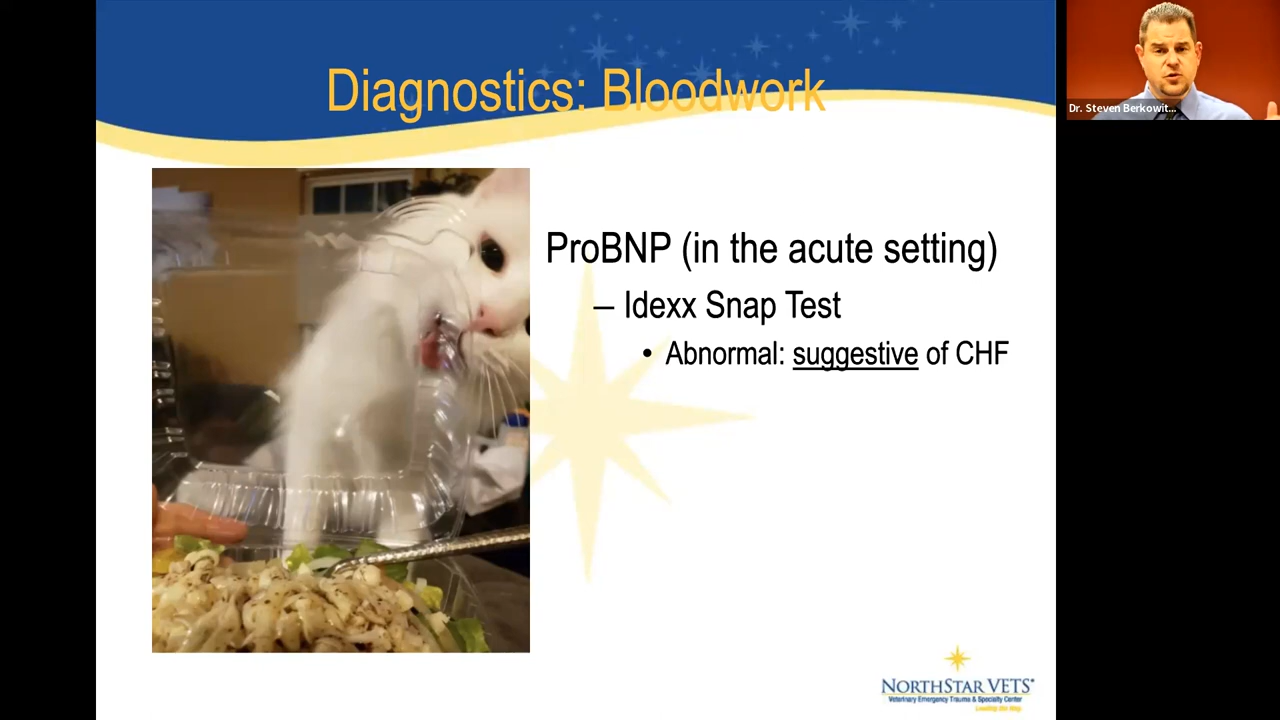 Diagnostics: Bloodwork
Dr. Steven Berkowit...
ProBNP (in the acute setting)
– Idexx Snap Test
• Abnormal: suggestive of CHF
NORTHSTAR VETS
Veterinary Emergency Trauma & Specialty Center
Leading the Way